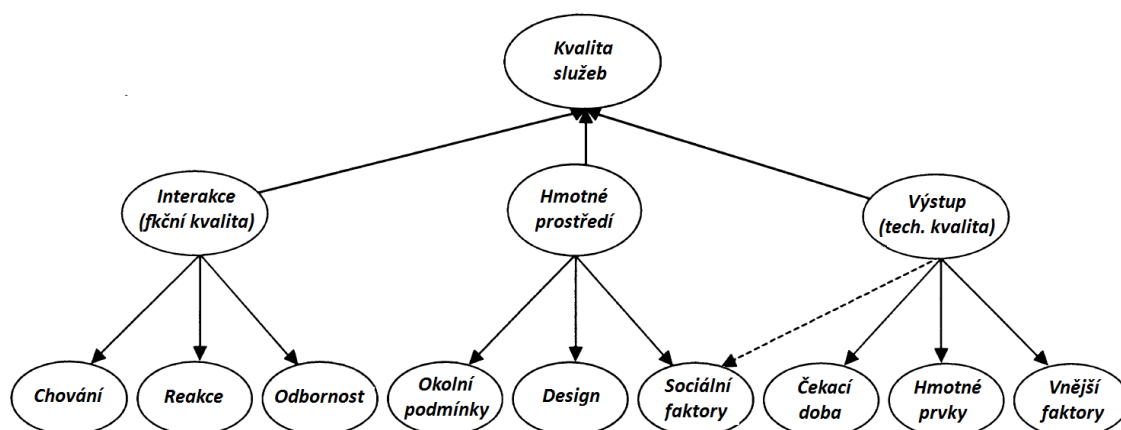 Kvalita
služeb
Interakce
(fkční kvalita)
Hmotné
prostředí
Výstup
(tech. kvalita)
Chování
Reakce
Odbornost
Okolní
podmínky
Design
Sociální
faktory
Čekací
doba
Hmotné
prvky
Vnější
faktory